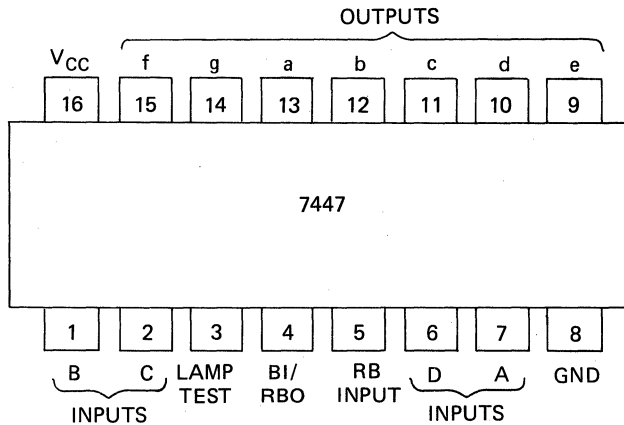 OUTPUTS
VCC f g a b c d e
16 15 14 13 12 11 10 9
7447
1 2 3 4 5 6 7 8
B C LAMP TEST BI/RBO RB INPUT D A GND
INPUTS INPUTS